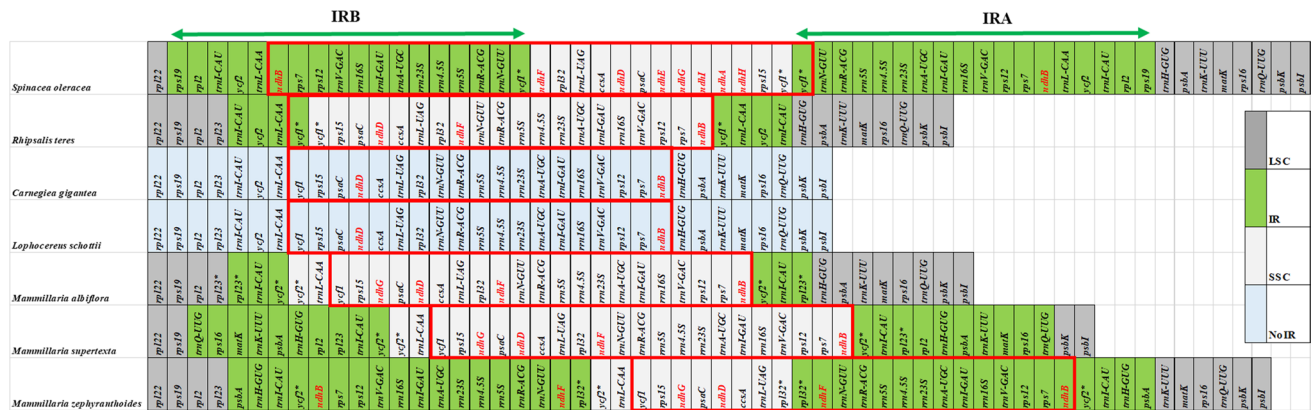 IRB IRA
Spinacea oleracea rpl22 rps19 rpl2 trnI-CAU ycf2 trnL-CAA ndhB rps7 rps12 trnV-GAC rrn16S trnI-GAU trnA-UGC rrn23S rrn4.5S rrn5S trnR-ACG trnN-GUU ycf1* ndhF rpl32 trnL-UAG ccsA ndhD psaC ndhE ndhG ndhI ndhA ndhH rps15 ycf1* ycf1* trnN-GUU trnR-ACG rrn5S rrn4.5S rrn23S trnA-UGC trnI-GAU rrn16S trnV-GAC rps12 rps7 ndhB trnL-CAA ycf2 trnI-CAU rpl2 rps19 trnH-GUG psbA trnK-UUU matK rps16 trnQ-UUG psbK psbI
Rhipsalis teres rpl22 rps19 rpl2 rpl23 trnI-CAU ycf2 trnL-CAA ycf1* ycf1* rps15 psaC ndhD ccsA trnL-UAG rpl32 ndhF trnN-GUU trnR-ACG rrn5S rrn4.5S rrn23S trnA-UGC trnI-GAU rrn16S trnV-GAC rps12 rps7 ndhB ycf1* trnL-CAA ycf2 trnI-CAU trnH-GUG psbA trnK-UUU matK rps16 trnQ-UUG psbK psbI
Carnegiea gigantea rpl22 rps19 rpl2 rpl23 trnI-CAU ycf2 trnL-CAA ycf1 rps15 psaC ndhD ccsA trnL-UAG rpl32 trnN-GUU trnR-ACG rrn5S rrn4.5S rrn23S trnA-UGC trnI-GAU rrn16S trnV-GAC rps12 rps7 ndhB trnH-GUG psbA trnK-UUU matK rps16 trnQ-UUG psbK psbI
Lophocereus schottii rpl22 rps19 rpl2 rpl23 trnI-CAU ycf2 trnL-CAA ycf1 rps15 psaC ndhD ccsA trnL-UAG rpl32 trnN-GUU trnR-ACG rrn5S rrn4.5S rrn23S trnA-UGC trnI-GAU rrn16S trnV-GAC rps12 rps7 ndhB trnH-GUG psbA trnK-UUU matK rps16 trnQ-UUG psbK psbI
Mammillaria albiflora rpl22 rps19 rpl2 rpl23* rpl23* trnI-CAU ycf2* ycf2* trnL-CAA ycf1 rps15 ndhG psaC ndhD ccsA trnL-UAG rpl32 ndhF trnN-GUU trnR-ACG rrn5S rrn4.5S rrn23S trnA-UGC trnI-GAU rrn16S trnV-GAC rps12 rps7 ndhB ycf2* trnI-CAU rpl23* trnH-GUG psbA trnK-UUU matK rps16 trnQ-UUG psbK psbI
Mammillaria supertexta rpl22 rps19 trnQ-UUG rps16 matK trnK-UUU psbA trnH-GUG rpl2 rpl23 trnI-CAU ycf2* ycf2* trnL-CAA ycf1 rps15 ndhG psaC ndhD ccsA trnL-UAG rpl32 ndhF trnN-GUU trnR-ACG rrn5S rrn4.5S rrn23S trnA-UGC trnI-GAU rrn16S trnV-GAC rps12 rps7 ndhB ycf2* trnI-CAU rpl23* rpl2 trnH-GUG psbA trnK-UUU matK rps16 trnQ-UUG psbK psbI
Mammillaria zephyranthoides rpl22 rps19 rpl2 rpl23 psbA trnH-GUG trnI-CAU ycf2* ndhB rps7 rps12 trnV-GAC rrn16S trnI-GAU trnA-UGC rrn23S rrn4.5S rrn5S trnR-ACG trnN-GUU ndhF rpl32* ycf2* trnL-CAA ycf1 rps15 ndhG psaC ndhD ccsA trnL-UAG rpl32* rpl32* ndhF trnN-GUU trnR-ACG rrn5S rrn4.5S rrn23S trnA-UGC trnI-GAU rrn16S trnV-GAC rps12 rps7 ndhB ycf2* trnI-CAU trnH-GUG psbA trnK-UUU matK rps16 trnQ-UUG psbK psbI
LSC
IR
SSC
No IR